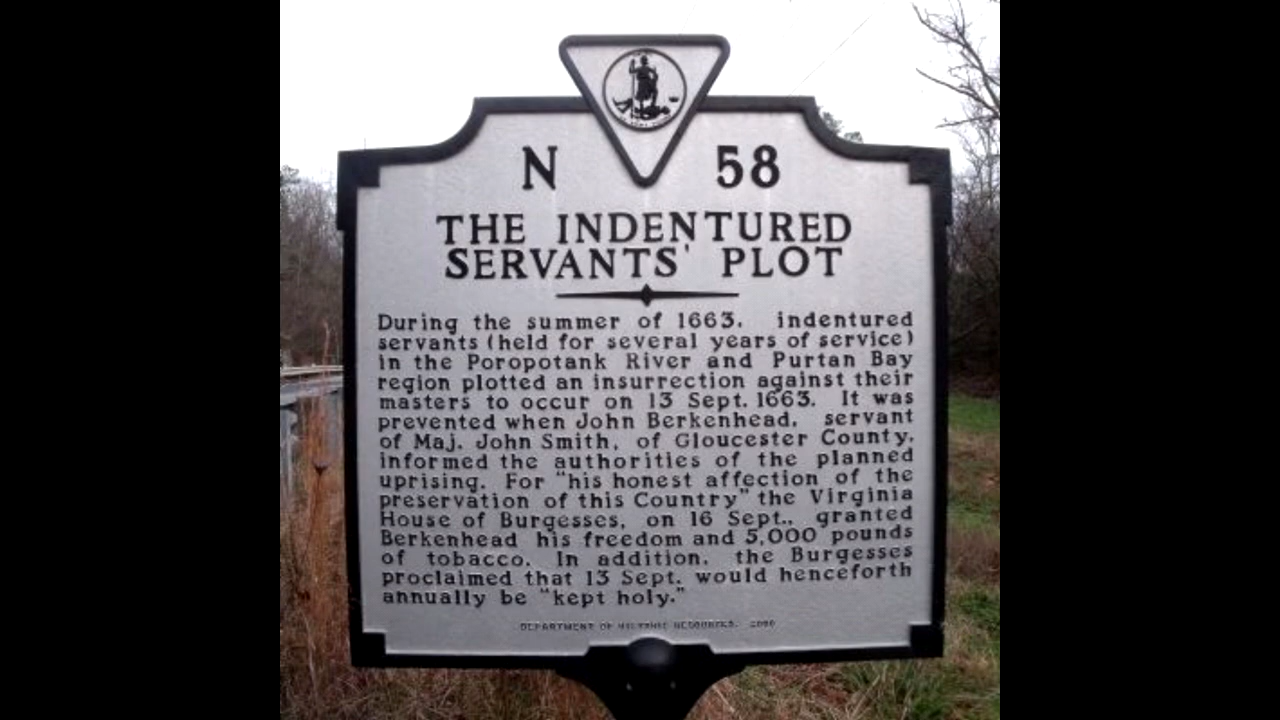 N 58
THE INDENTURED
SERVANTS' PLOT
During the summer of 1663, indentured
servants (held for several years of service)
in the Poropotank River and Purtan Bay
region plotted an insurrection against their
masters to occur on 13 Sept. 1663. It was
prevented when John Berkenhead, servant
of Maj. John Smith, of Gloucester County,
informed the authorities of the planned
uprising. For "his honest affection of the
preservation of this Country" the Virginia
House of Burgesses, on 16 Sept., granted
Berkenhead his freedom and 5,000 pounds
of tobacco. In addition, the Burgesses
proclaimed that 13 Sept. would henceforth
annually be "kept holy."
DEPARTMENT OF HISTORIC RESOURCES, 2000